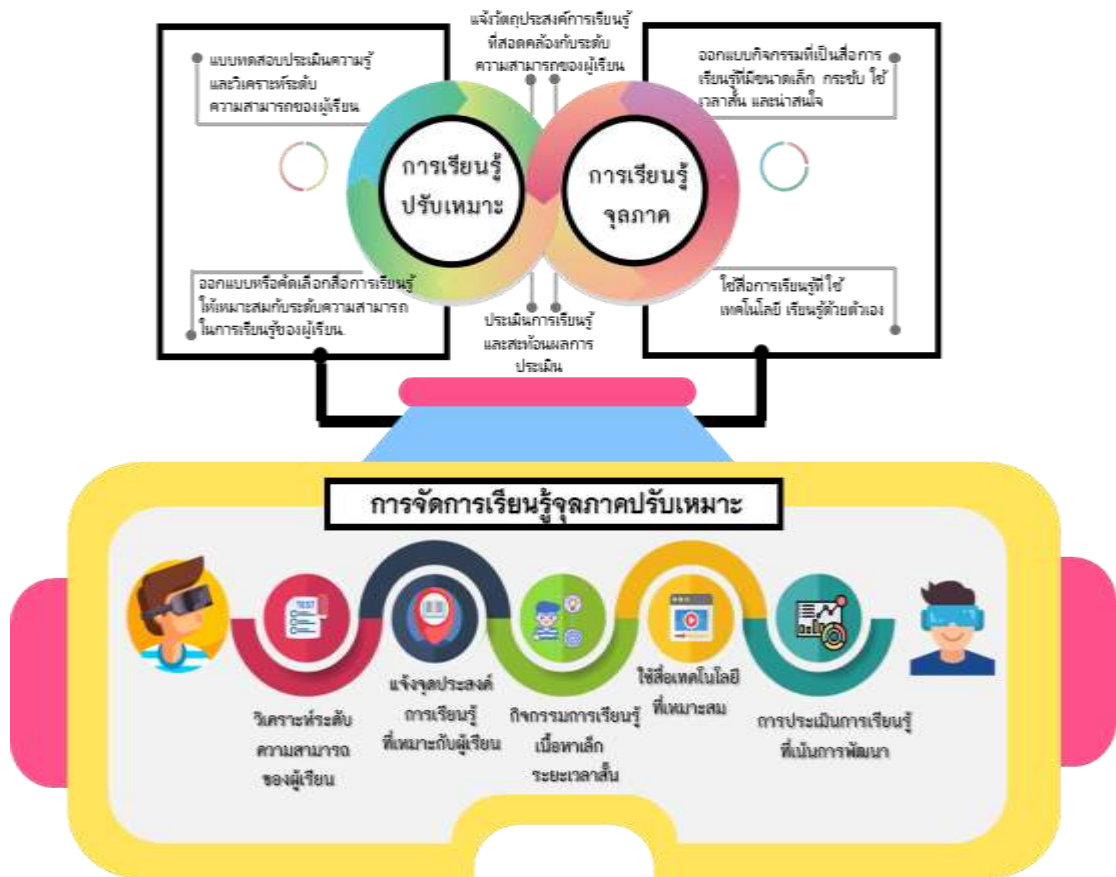 แจ้งวัตถุประสงค์การเรียนรู้
ที่สอดคล้องกับระดับ
ความสามารถของผู้เรียน
แบบทดสอบประเมินความรู้
และวิเคราะห์ระดับ
ความสามารถของผู้เรียน
ออกแบบกิจกรรมที่เป็นสื่อการ
เรียนรู้ที่มีขนาดเล็ก กระชับ ใช้
เวลาสั้น และน่าสนใจ
การเรียนรู้
ปรับเหมาะ
การเรียนรู้
จุลภาค
ออกแบบหรือคัดเลือกสื่อการเรียนรู้
ให้เหมาะสมกับระดับความสามารถ
ในการเรียนรู้ของผู้เรียน.
ใช้สื่อการเรียนรู้ที่ใช้
เทคโนโลยี เรียนรู้ด้วยตัวเอง
ประเมินการเรียนรู้
และสะท้อนผลการ
ประเมิน
การจัดการเรียนรู้จุลภาคปรับเหมาะ
TEST
วิเคราะห์ระดับ
ความสามารถ
ของผู้เรียน
แจ้งจุดประสงค์
การเรียนรู้
ที่เหมาะกับผู้เรียน
กิจกรรมการเรียนรู้
เนื้อหาเล็ก
ระยะเวลาสั้น
ใช้สื่อเทคโนโลยี
ที่เหมาะสม
การประเมินการเรียนรู้
ที่เน้นการพัฒนา